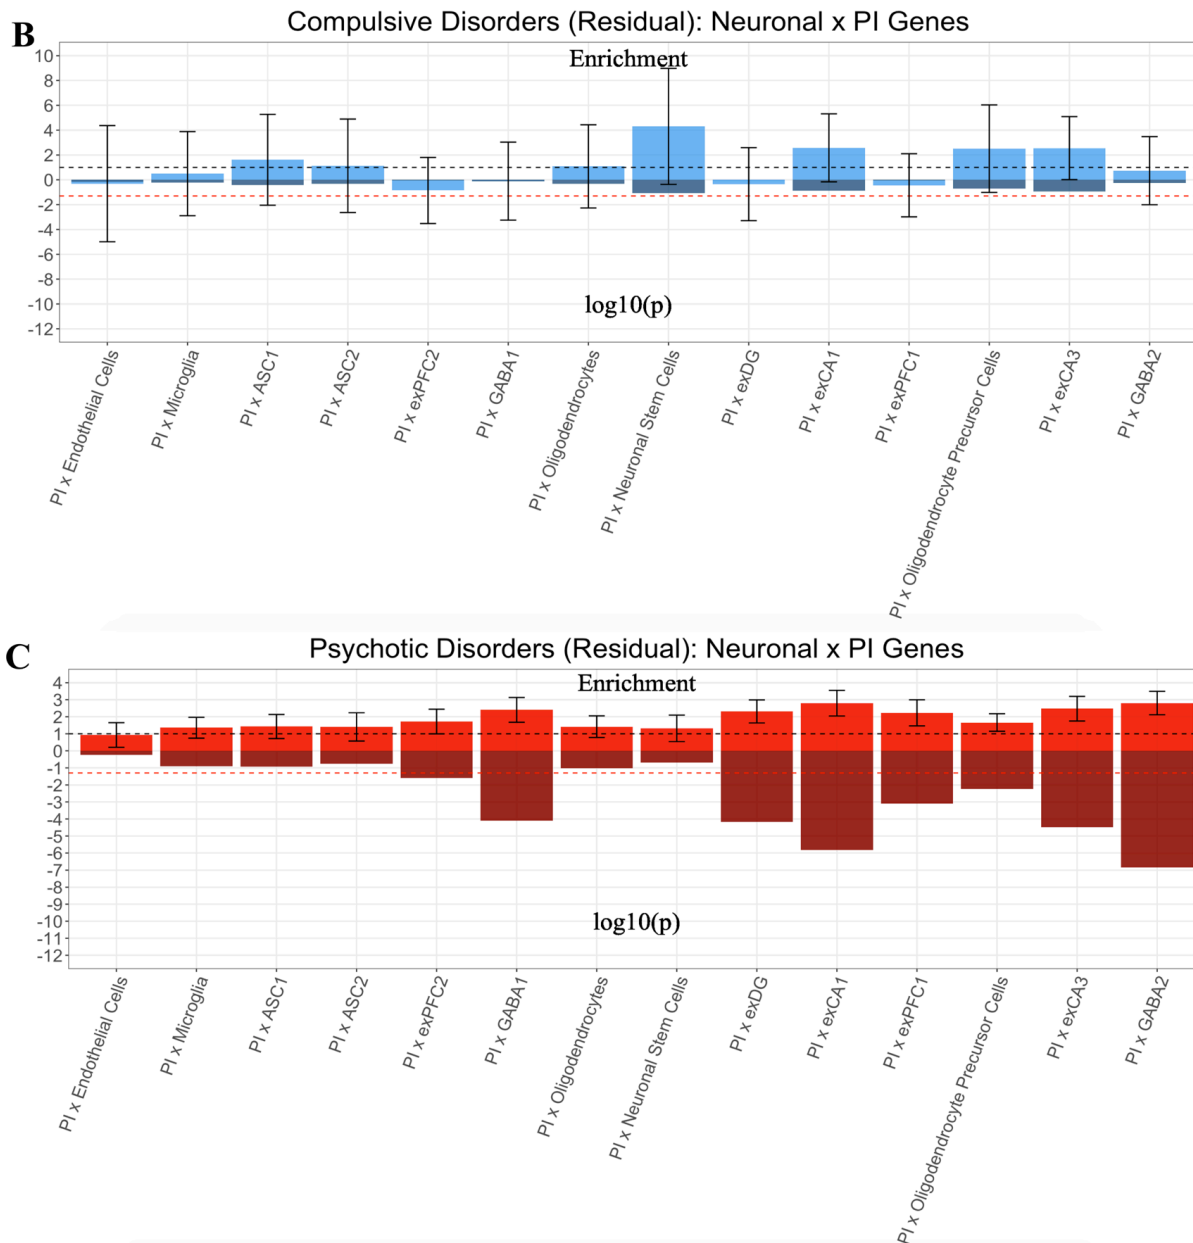 B
Compulsive Disorders (Residual): Neuronal x PI Genes
Enrichment
10
8
6
4
2
0
-2
-4
-6
-8
-10
-12
log10(p)
PI x Endothelial Cells
PI x Microglia
PI x ASC1
PI x ASC2
PI x exPFC2
PI x GABA1
PI x Oligodendrocytes
PI x Neuronal Stem Cells
PI x exDG
PI x exCA1
PI x exPFC1
PI x Oligodendrocyte Precursor Cells
PI x exCA3
PI x GABA2
C
Psychotic Disorders (Residual): Neuronal x PI Genes
Enrichment
4
3
2
1
0
-1
-2
-3
-4
-5
-6
-7
-8
-9
-10
-11
-12
log10(p)
PI x Endothelial Cells
PI x Microglia
PI x ASC1
PI x ASC2
PI x exPFC2
PI x GABA1
PI x Oligodendrocytes
PI x Neuronal Stem Cells
PI x exDG
PI x exCA1
PI x exPFC1
PI x Oligodendrocyte Precursor Cells
PI x exCA3
PI x GABA2